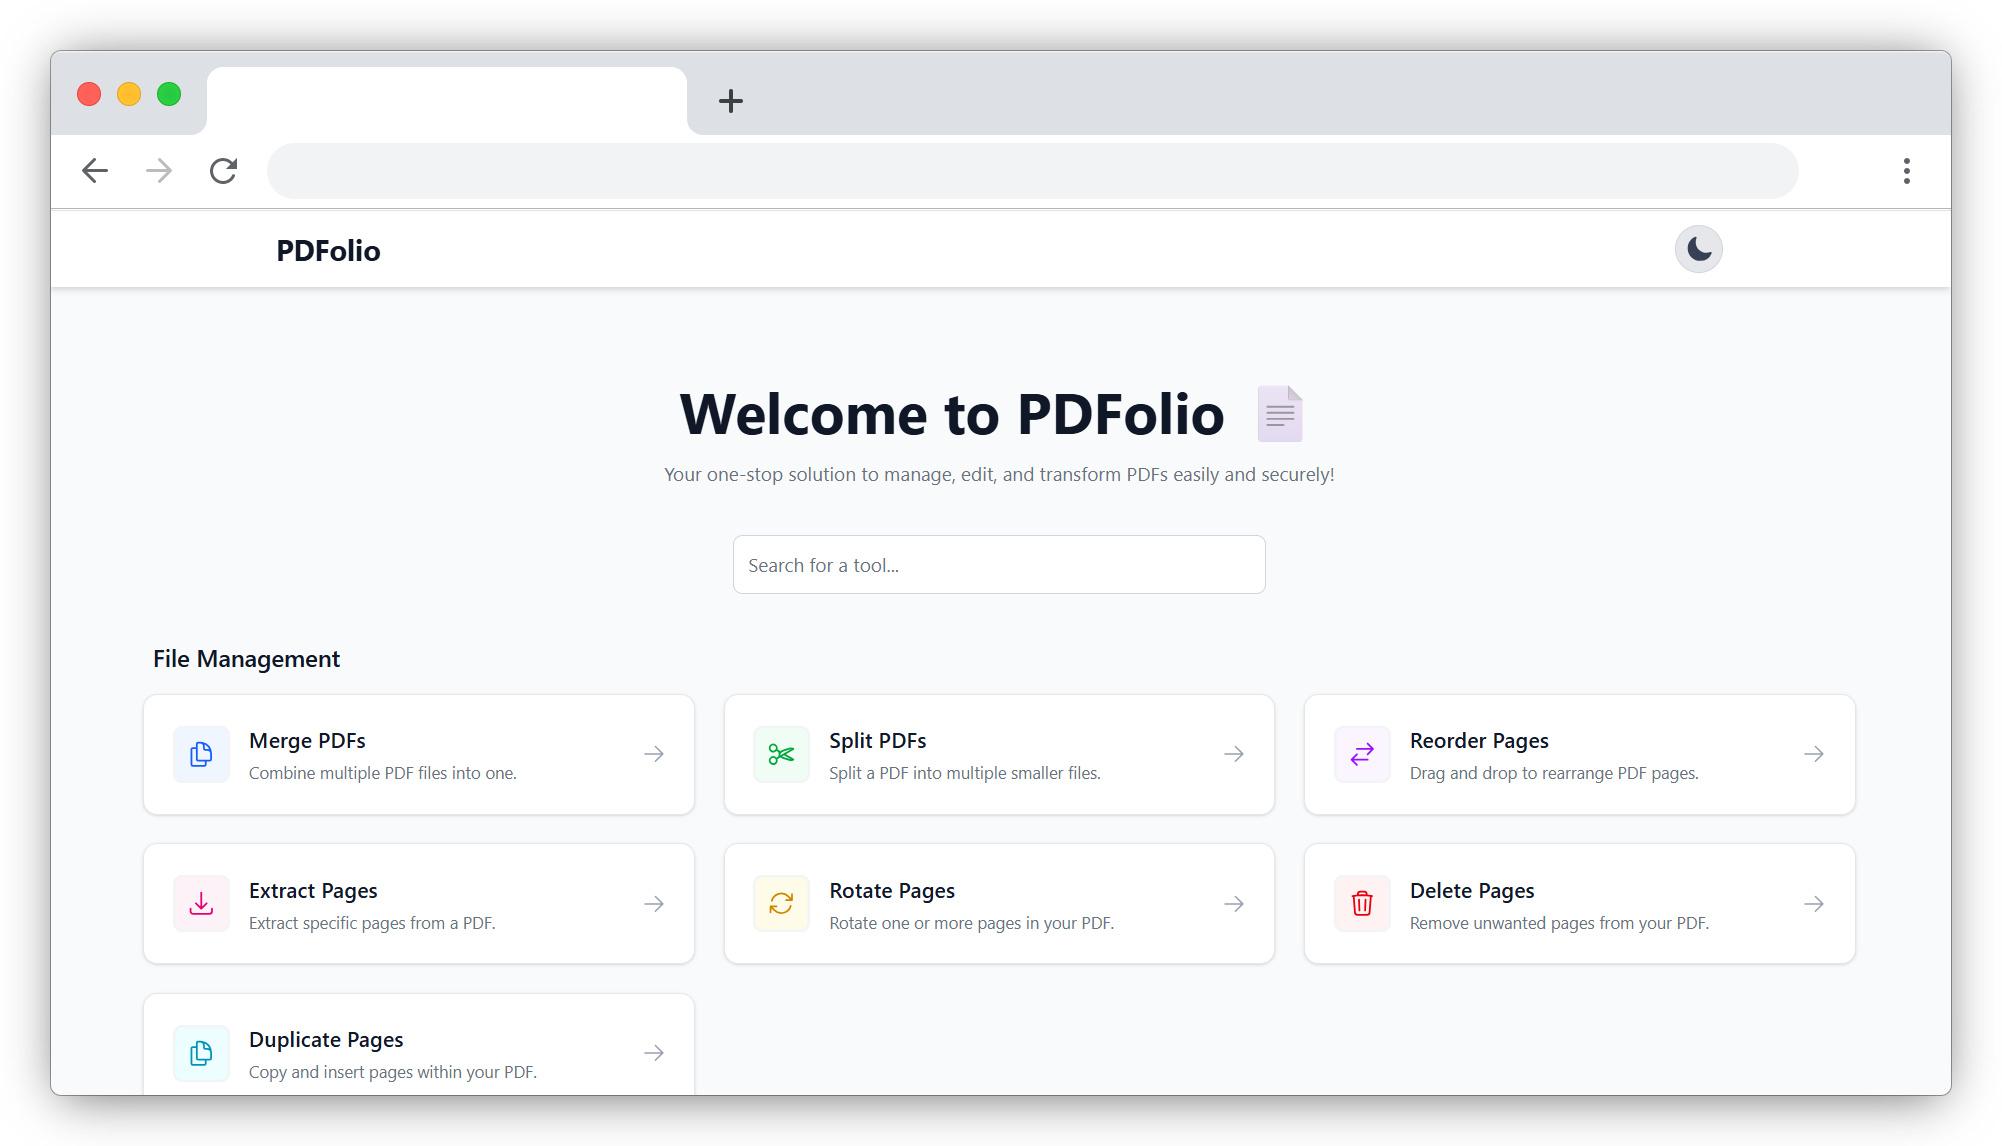 PDFolio
Welcome to PDFolio
Your one-stop solution to manage, edit, and transform PDFs easily and securely!
Search for a tool...
File Management
Merge PDFs
Combine multiple PDF files into one.
Split PDFs
Split a PDF into multiple smaller files.
Reorder Pages
Drag and drop to rearrange PDF pages.
Extract Pages
Extract specific pages from a PDF.
Rotate Pages
Rotate one or more pages in your PDF.
Delete Pages
Remove unwanted pages from your PDF.
Duplicate Pages
Copy and insert pages within your PDF.